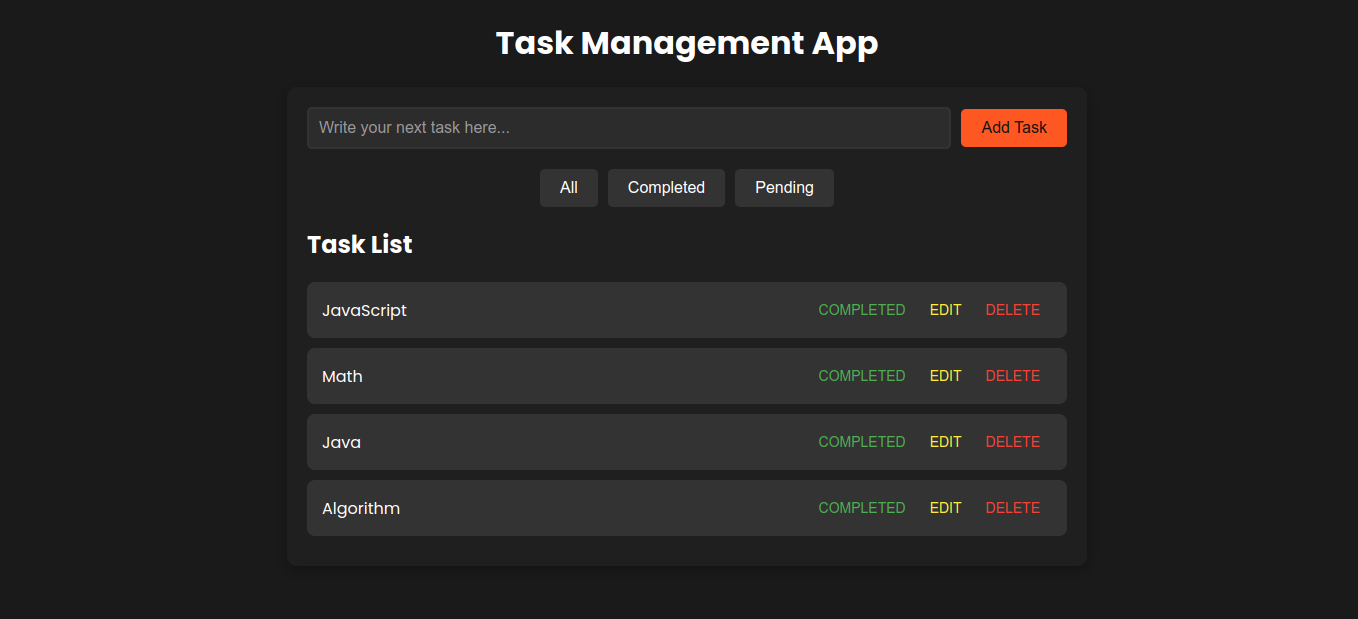 Task Management App
Write your next task here... Add Task
All Completed Pending
Task List
JavaScript COMPLETED EDIT DELETE
Math COMPLETED EDIT DELETE
Java COMPLETED EDIT DELETE
Algorithm COMPLETED EDIT DELETE